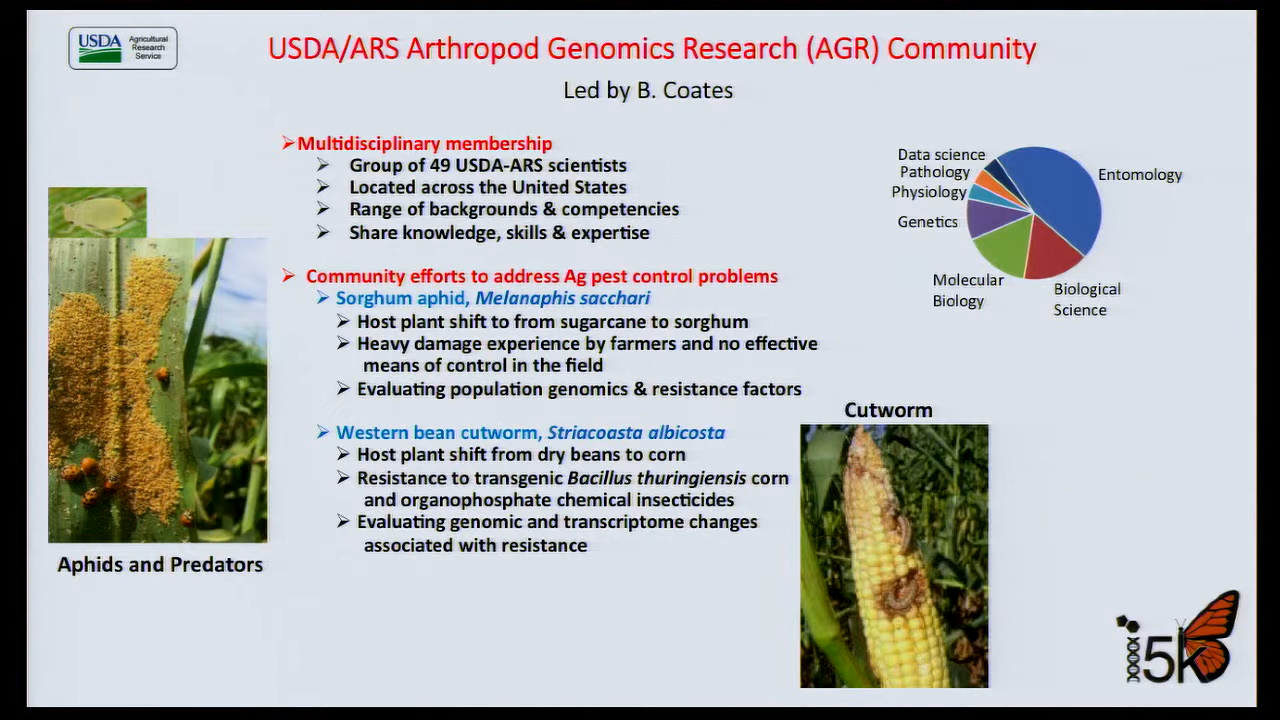 USDA Agricultural
Research
Service
USDA/ARS Arthropod Genomics Research (AGR) Community
Led by B. Coates
➢Multidisciplinary membership
➢ Group of 49 USDA-ARS scientists
➢ Located across the United States
➢ Range of backgrounds & competencies
➢ Share knowledge, skills & expertise
➢ Community efforts to address Ag pest control problems
➢ Sorghum aphid, Melanaphis sacchari
➢ Host plant shift to from sugarcane to sorghum
➢ Heavy damage experience by farmers and no effective
means of control in the field
➢ Evaluating population genomics & resistance factors
➢ Western bean cutworm, Striacoasta albicosta
➢ Host plant shift from dry beans to corn
➢ Resistance to transgenic Bacillus thuringiensis corn
and organophosphate chemical insecticides
➢ Evaluating genomic and transcriptome changes
associated with resistance
Aphids and Predators
Data science
Pathology
Physiology
Genetics
Molecular
Biology
Biological
Science
Entomology
Cutworm
i5k